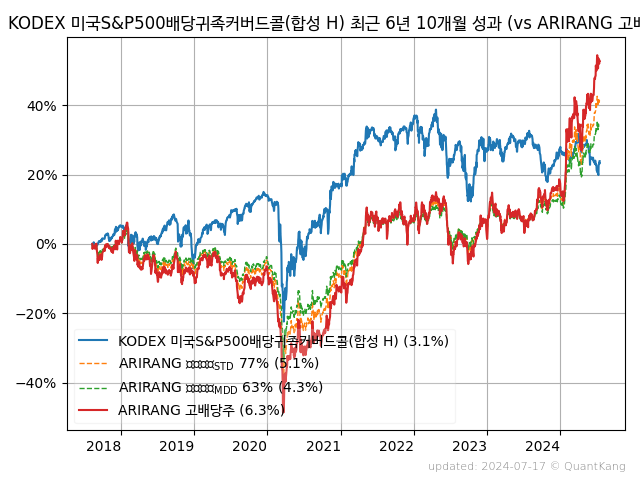 KODEX 미국S&P500배당귀족커버드콜(합성 H) 최근 6년 10개월 성과 (vs ARIRANG 고배
40%
20%
0%
−20%
−40%
KODEX 미국S&P500배당귀족커버드콜(합성 H) (3.1%)
ARIRANG STD 77% (5.1%)
ARIRANG MDD 63% (4.3%)
ARIRANG 고배당주 (6.3%)
2018 2019 2020 2021 2022 2023 2024
updated: 2024-07-17 © QuantKang